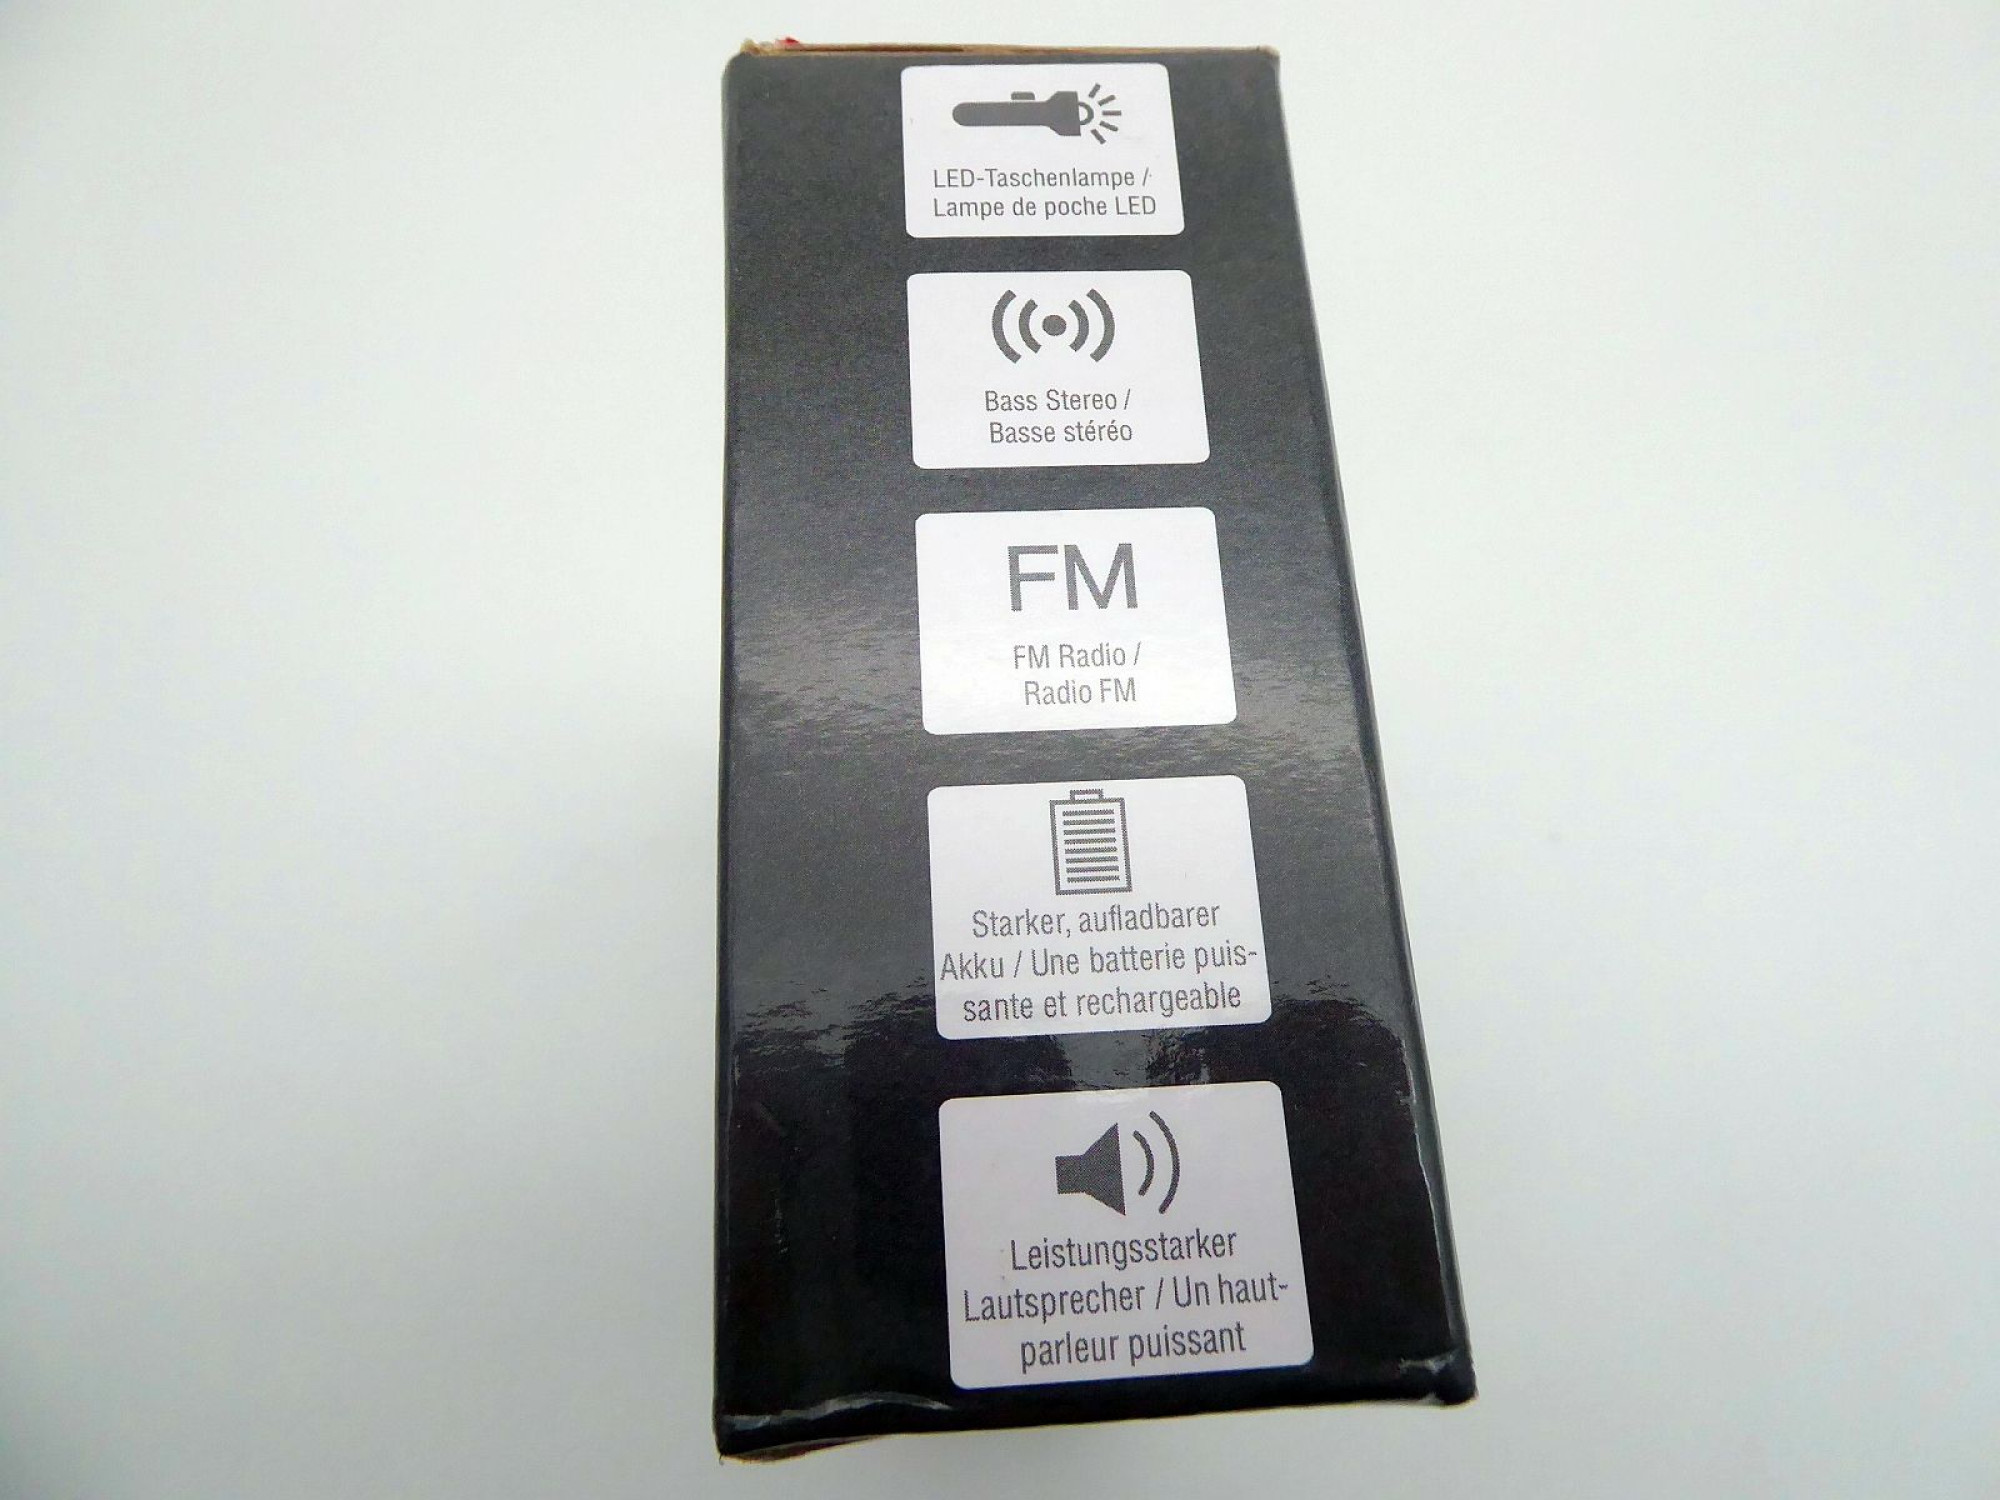 LED-Taschenlampe /
Lampe de poche LED
Bass Stereo /
Basse stéréo
FM
FM Radio /
Radio FM
Starker, aufladbarer
Akku / Une batterie puis-
sante et rechargeable
Leistungsstarker
Lautsprecher / Un haut-
parleur puissant